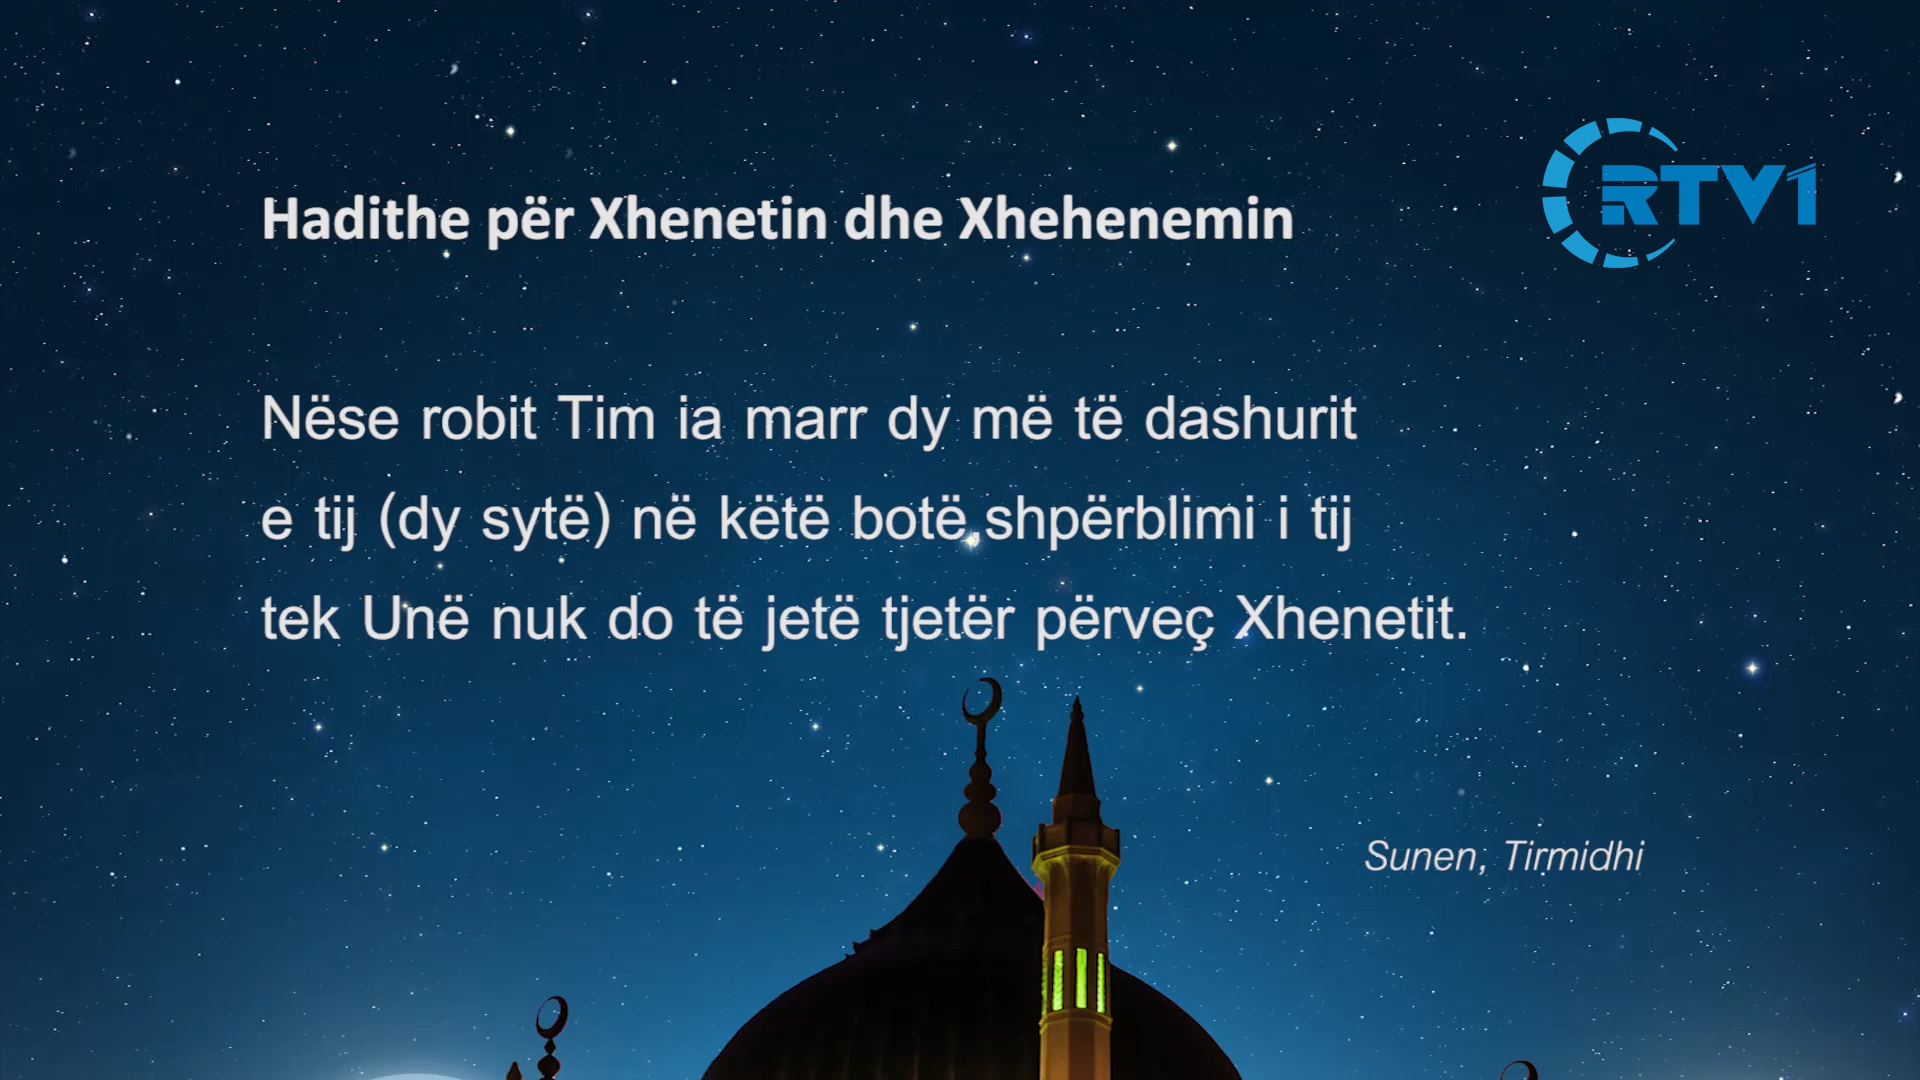 RTV1
Hadithe për Xhenetin dhe Xhehenemin
Nëse robit Tim ia marr dy më të dashurit
e tij (dy sytë) në këtë botë,shpërblimi i tij
tek Unë nuk do të jetë tjetër përveç Xhenetit.
Sunen, Tirmidhi